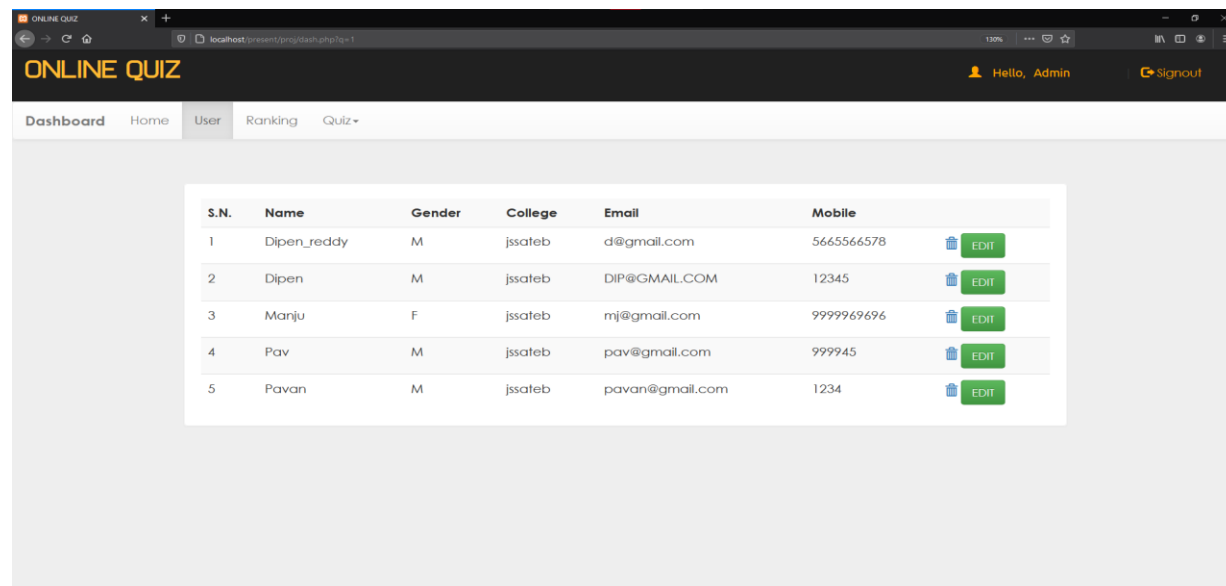 ONLINE QUIZ
localhost/present/proj/dash.php?q=1 130%
ONLINE QUIZ Hello, Admin Signout
Dashboard Home User Ranking Quiz
S.N. Name Gender College Email Mobile
1 Dipen_reddy M jssateb d@gmail.com 5665566578 EDIT
2 Dipen M jssateb DIP@GMAIL.COM 12345 EDIT
3 Manju F jssateb mj@gmail.com 9999969696 EDIT
4 Pav M jssateb pav@gmail.com 999945 EDIT
5 Pavan M jssateb pavan@gmail.com 1234 EDIT